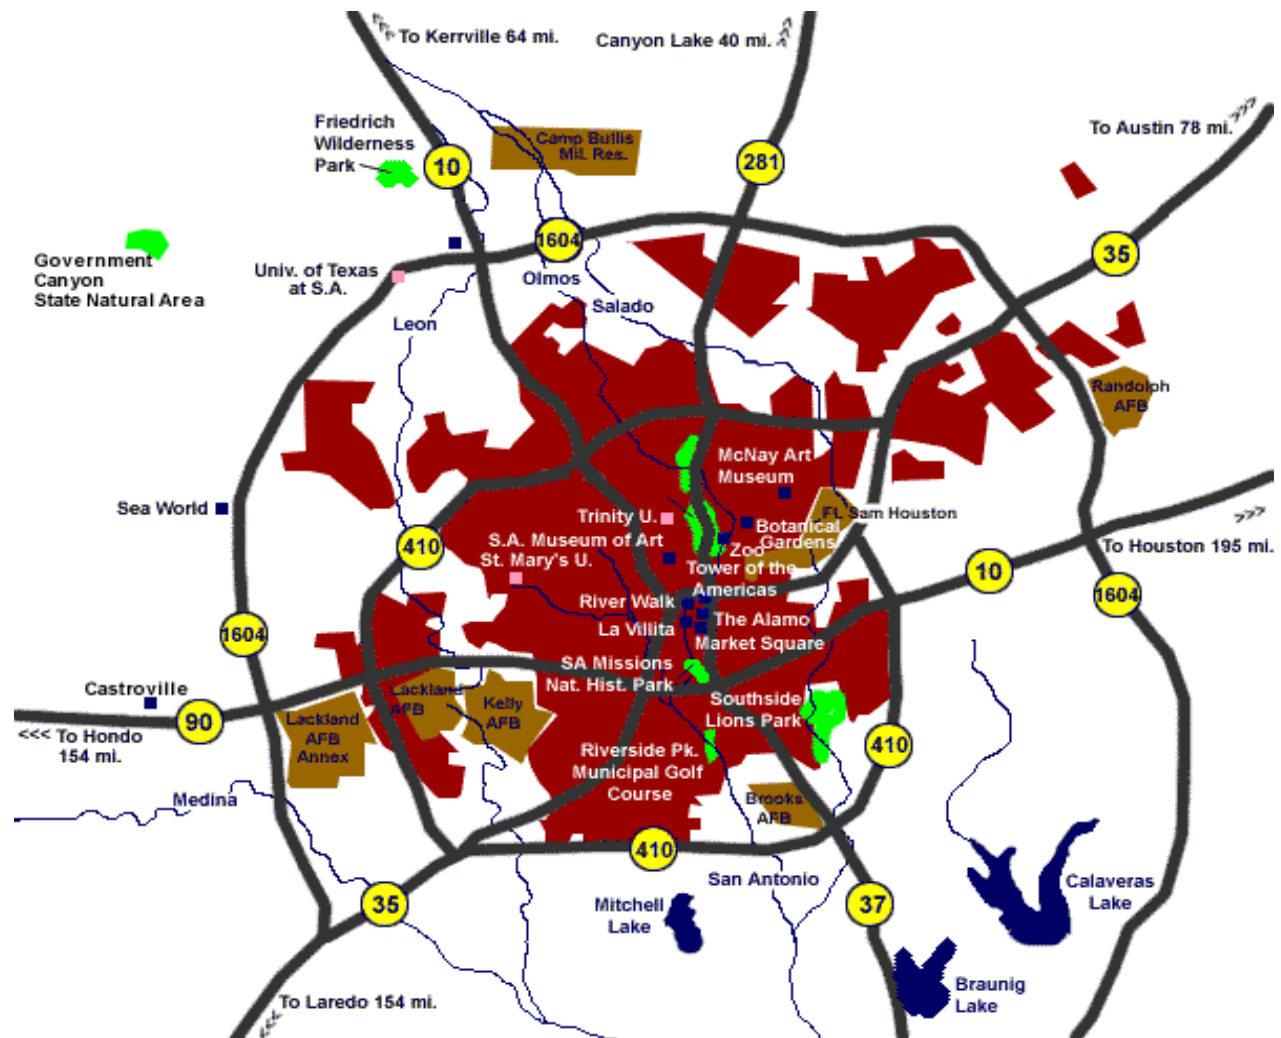 To Kerrville 64 mi.
Canyon Lake 40 mi.
To Austin 78 mi.
Friedrich
Wilderness
Park
10
Camp Bullis
Mil. Res.
281
35
1604
Government
Canyon
State Natural Area
Univ. of Texas
at S.A.
Olmos
Salado
Leon
Randolph
AFB
McNay Art
Museum
Sea World
Trinity U.
Ft. Sam Houston
Botanical
Gardens
S.A. Museum of Art
Zoo
St. Mary's U.
Tower of the
Americas
410
To Houston 195 mi.
10
1604
River Walk
The Alamo
La Villita
Market Square
1604
SA Missions
Nat. Hist. Park
Castroville
90
Lackland
AFB
Kelly
AFB
Southside
Lions Park
Lackland
AFB
Annex
<<< To Hondo
154 mi.
410
Riverside Pk.
Municipal Golf
Course
Medina
Brooks
AFB
410
San Antonio
35
37
Mitchell
Lake
Calaveras
Lake
Braunig
Lake
To Laredo 154 mi.